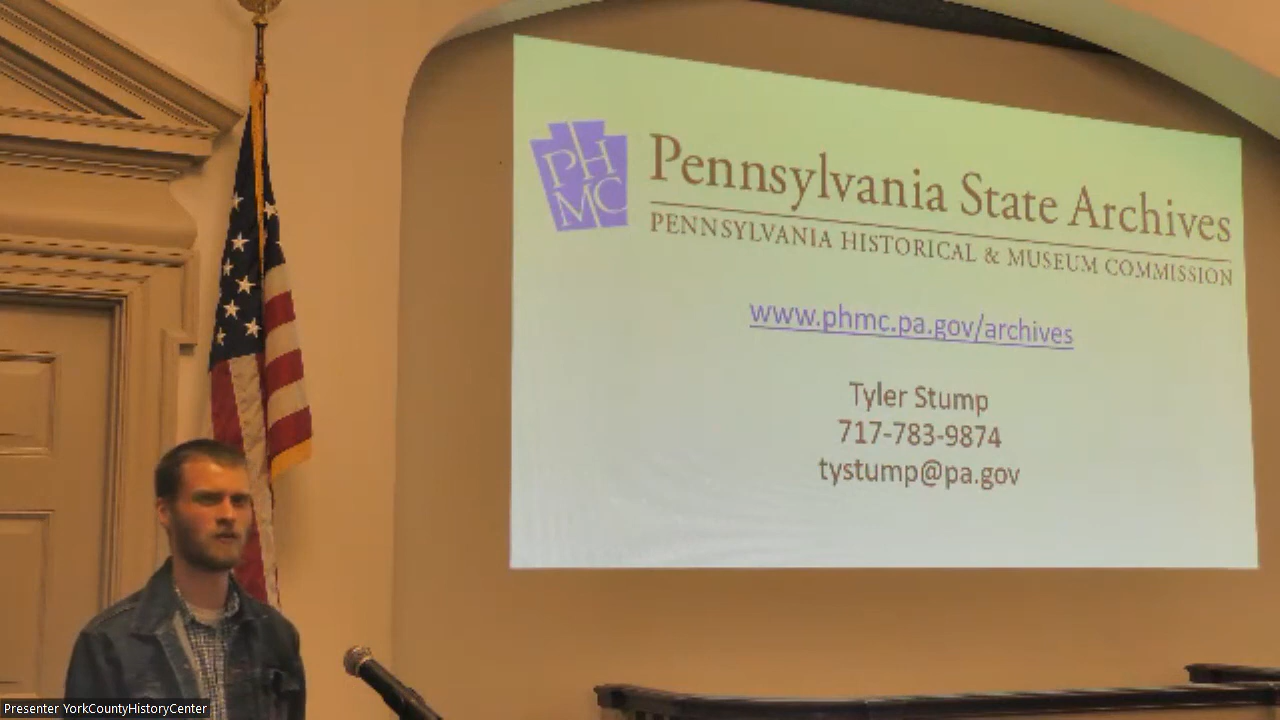 PH
MC
Pennsylvania State Archives
PENNSYLVANIA HISTORICAL & MUSEUM COMMISSION
www.phmc.pa.gov/archives
Tyler Stump
717-783-9874
tystump@pa.gov
Presenter YorkCountyHistoryCenter